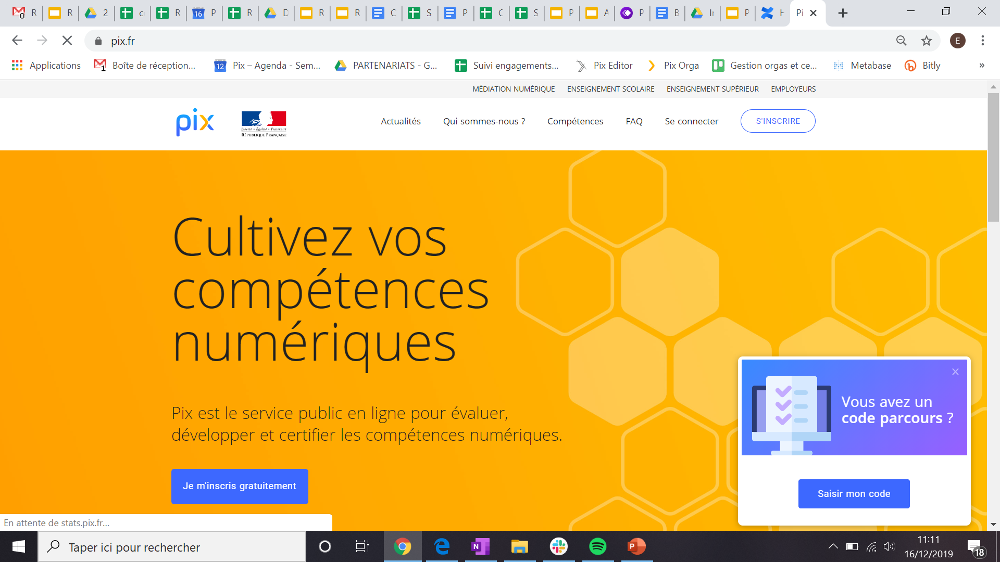 R R 2 c R 16 P R D R R C S P C S P A P B I P H Pi
pix.fr E
Applications 1 Boîte de réception... 12 Pix – Agenda - Sem... PARTENARIATS - G... Suivi engagements... Pix Editor Pix Orga Gestion orgas et ce... Metabase Bitly »
MÉDIATION NUMÉRIQUE ENSEIGNEMENT SCOLAIRE ENSEIGNEMENT SUPÉRIEUR EMPLOYEURS
pix
Liberté • Égalité • Fraternité
RÉPUBLIQUE FRANÇAISE
Actualités Qui sommes-nous ? Compétences FAQ Se connecter S'INSCRIRE
Cultivez vos
compétences
numériques
Pix est le service public en ligne pour évaluer,
développer et certifier les compétences numériques.
Je m'inscris gratuitement
Vous avez un
code parcours ?
Saisir mon code
En attente de stats.pix.fr...
Taper ici pour rechercher
N P
11:11
16/12/2019
18